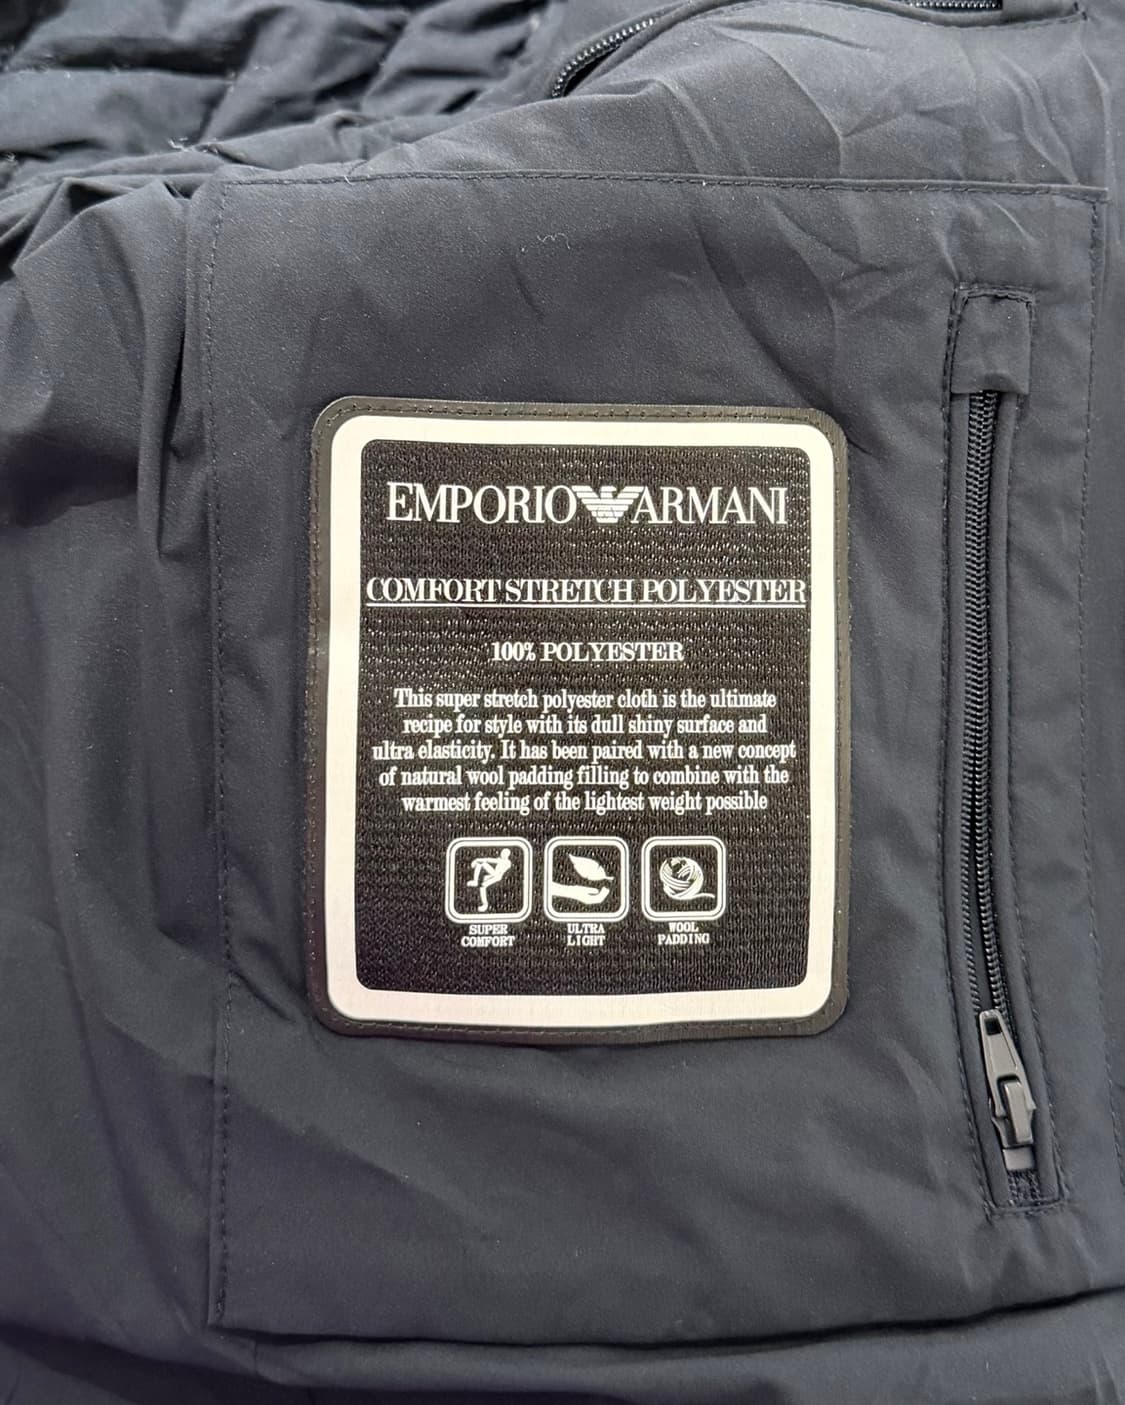 EMPORIO ARMANI
COMFORT STRETCH POLYESTER
100% POLYESTER
This super stretch polyester cloth is the ultimate
recipe for style with its dull shiny surface and
ultra elasticity. It has been paired with a new concept
of natural wool padding filling to combine with the
warmest feeling of the lightest weight possible
SUPER COMFORT
ULTRA LIGHT
WOOL PADDING